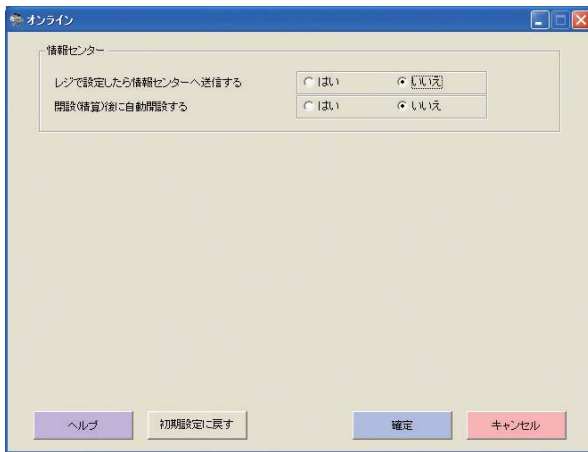 オンライン
情報センター
レジで設定したら情報センターへ送信する はい いいえ
閉設(精算)後に自動開設する はい いいえ
ヘルプ 初期設定に戻す 確定 キャンセル